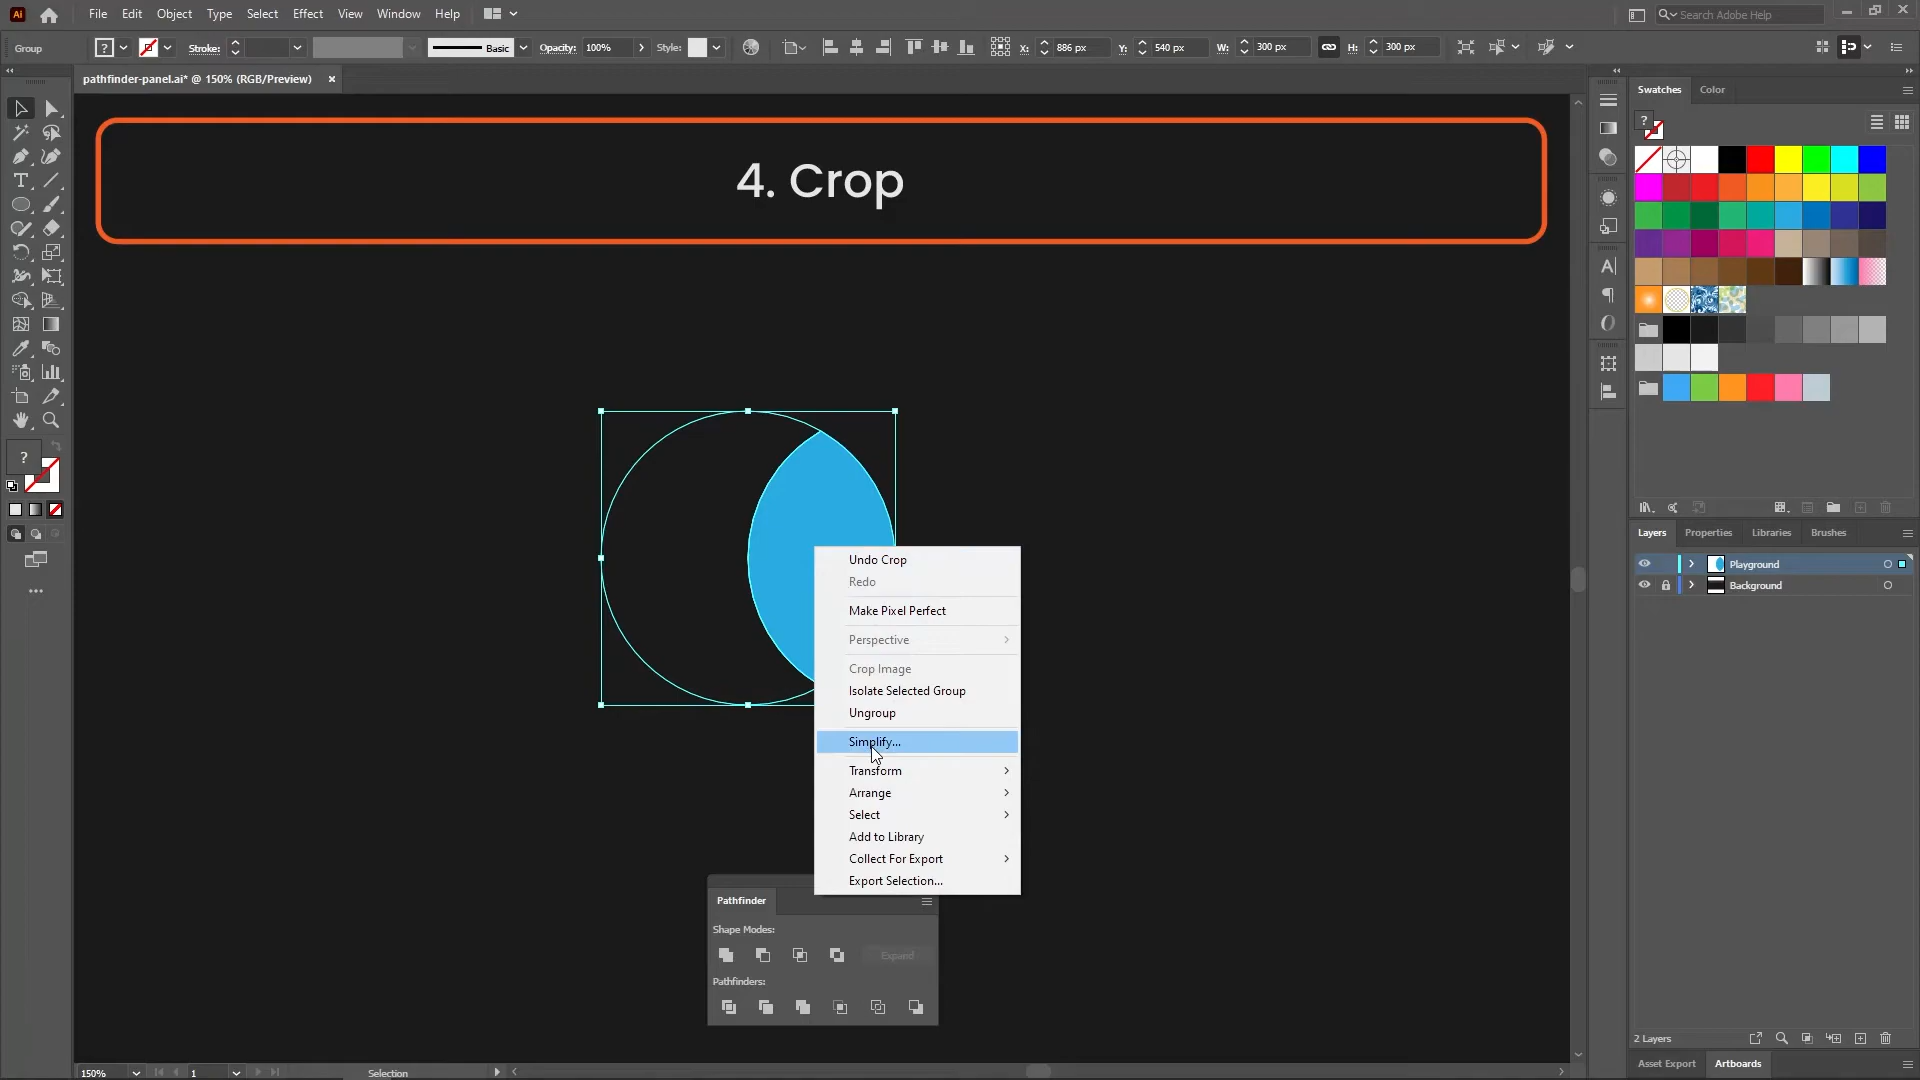 Ai File Edit Object Type Select Effect View Window Help Search Adobe Help
Group ? Stroke: Basic Opacity: 100% Style: X: 886 px Y: 540 px W: 300 px H: 300 px
pathfinder-panel.ai* @ 150% (RGB/Preview) ×
Swatches Color
?
4. Crop
?
Undo Crop
Redo
Make Pixel Perfect
Perspective
Crop Image
Isolate Selected Group
Ungroup
Simplify...
Transform
Arrange
Select
Add to Library
Collect For Export
Export Selection...
Layers Properties Libraries Brushes
Playground
Background
Pathfinder
Shape Modes:
Expand
Pathfinders:
2 Layers
Asset Export Artboards
150% 1 Selection